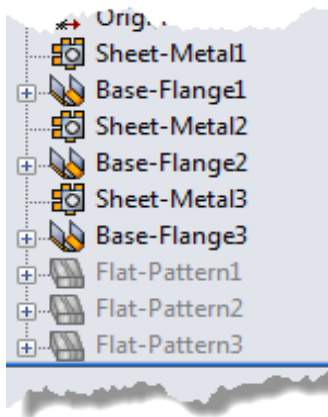 Sheet-Metal1
Base-Flange1
Sheet-Metal2
Base-Flange2
Sheet-Metal3
Base-Flange3
Flat-Pattern1
Flat-Pattern2
Flat-Pattern3